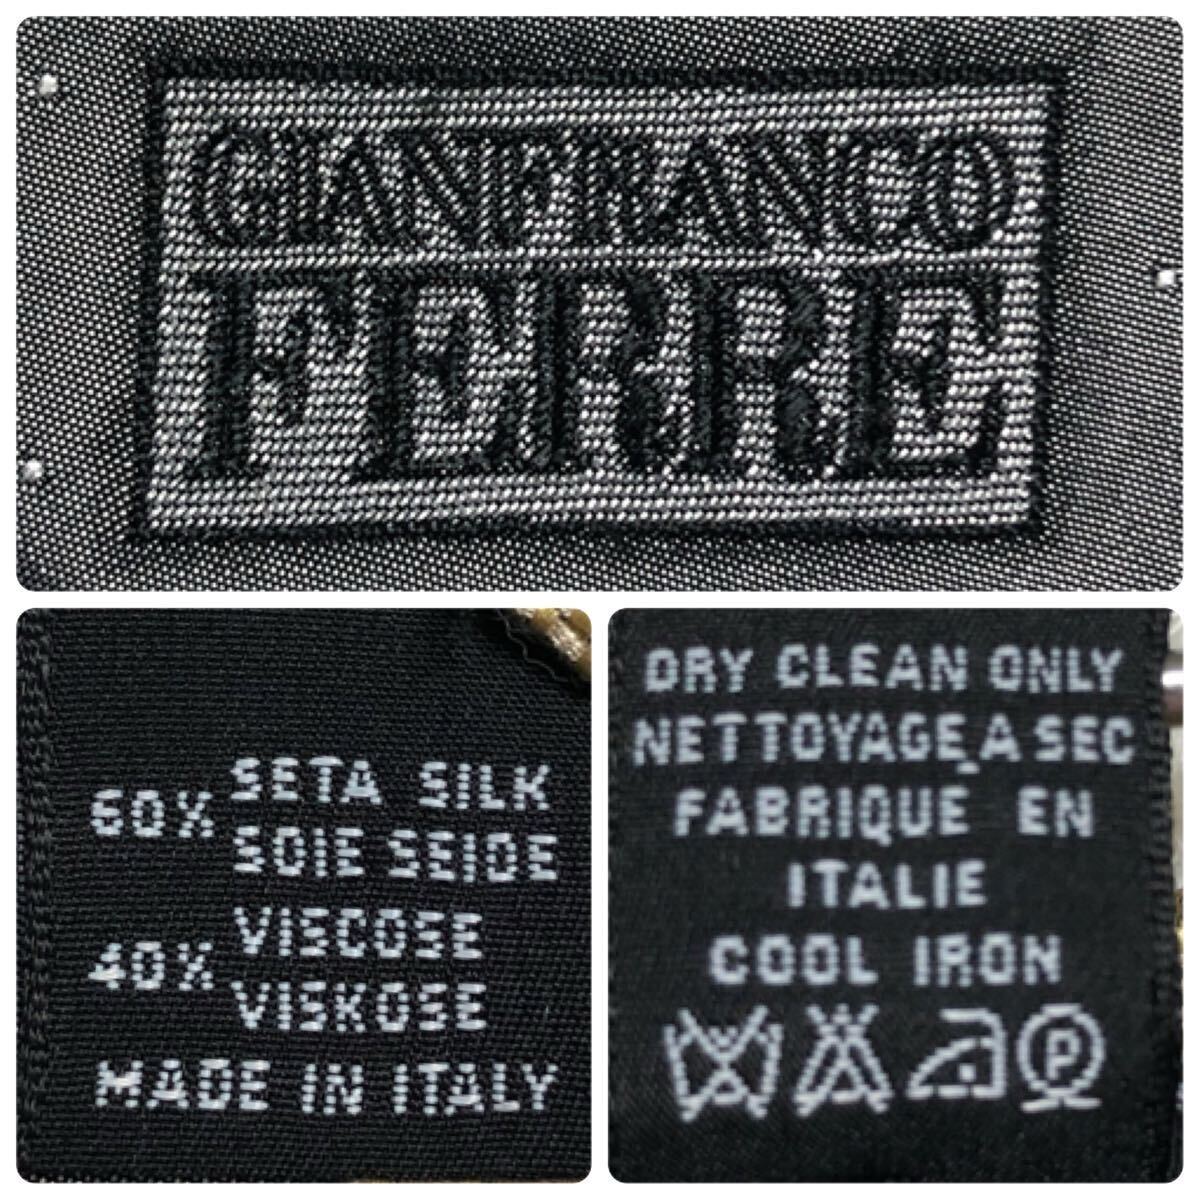 GIANFRANCO
FERRE
60% SETA SILK
SOIE SEIDE
40% VISCOSE
VISKOSE
MADE IN ITALY
DRY CLEAN ONLY
NETTOYAGE A SEC
FABRIQUE EN
ITALIE
COOL IRON
P